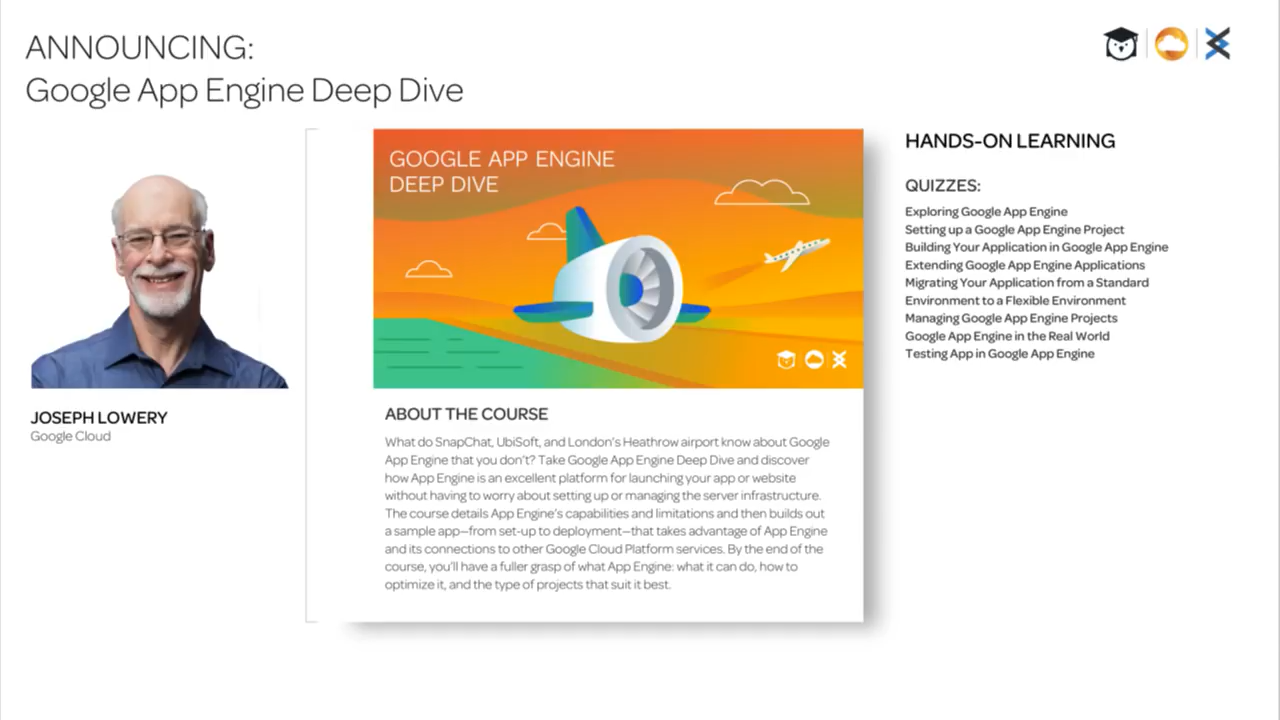 ANNOUNCING:
Google App Engine Deep Dive
JOSEPH LOWERY
Google Cloud
GOOGLE APP ENGINE
DEEP DIVE
ABOUT THE COURSE
What do SnapChat, UbiSoft, and London's Heathrow airport know about Google
App Engine that you don't? Take Google App Engine Deep Dive and discover
how App Engine is an excellent platform for launching your app or website
without having to worry about setting up or managing the server infrastructure.
The course details App Engine's capabilities and limitations and then builds out
a sample app—from set-up to deployment—that takes advantage of App Engine
and its connections to other Google Cloud Platform services. By the end of the
course, you'll have a fuller grasp of what App Engine: what it can do, how to
optimize it, and the type of projects that suit it best.
HANDS-ON LEARNING
QUIZZES:
Exploring Google App Engine
Setting up a Google App Engine Project
Building Your Application in Google App Engine
Extending Google App Engine Applications
Migrating Your Application from a Standard
Environment to a Flexible Environment
Managing Google App Engine Projects
Google App Engine in the Real World
Testing App in Google App Engine